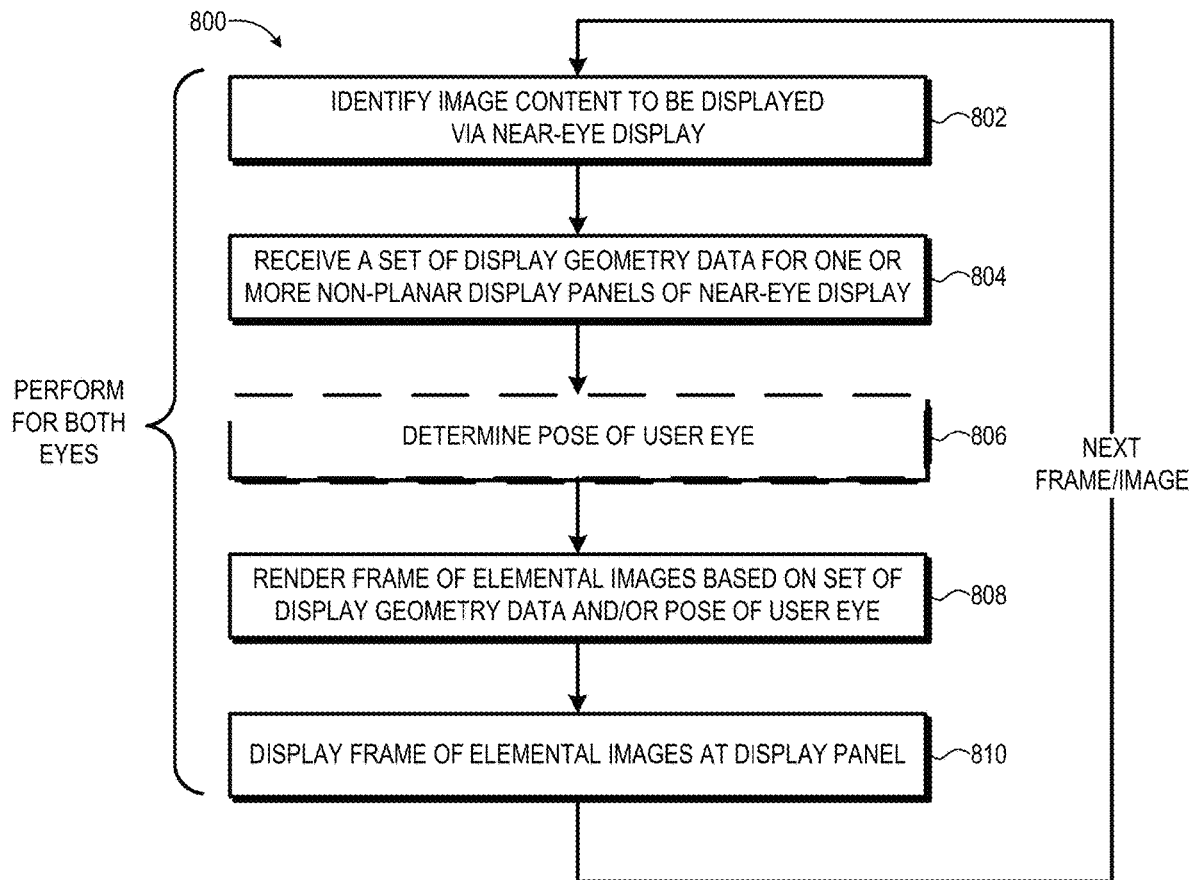 800
IDENTIFY IMAGE CONTENT TO BE DISPLAYED
VIA NEAR-EYE DISPLAY
802
RECEIVE A SET OF DISPLAY GEOMETRY DATA FOR ONE OR
MORE NON-PLANAR DISPLAY PANELS OF NEAR-EYE DISPLAY
804
PERFORM
FOR BOTH
EYES
DETERMINE POSE OF USER EYE
806
NEXT
FRAME/IMAGE
RENDER FRAME OF ELEMENTAL IMAGES BASED ON SET OF
DISPLAY GEOMETRY DATA AND/OR POSE OF USER EYE
808
DISPLAY FRAME OF ELEMENTAL IMAGES AT DISPLAY PANEL
810